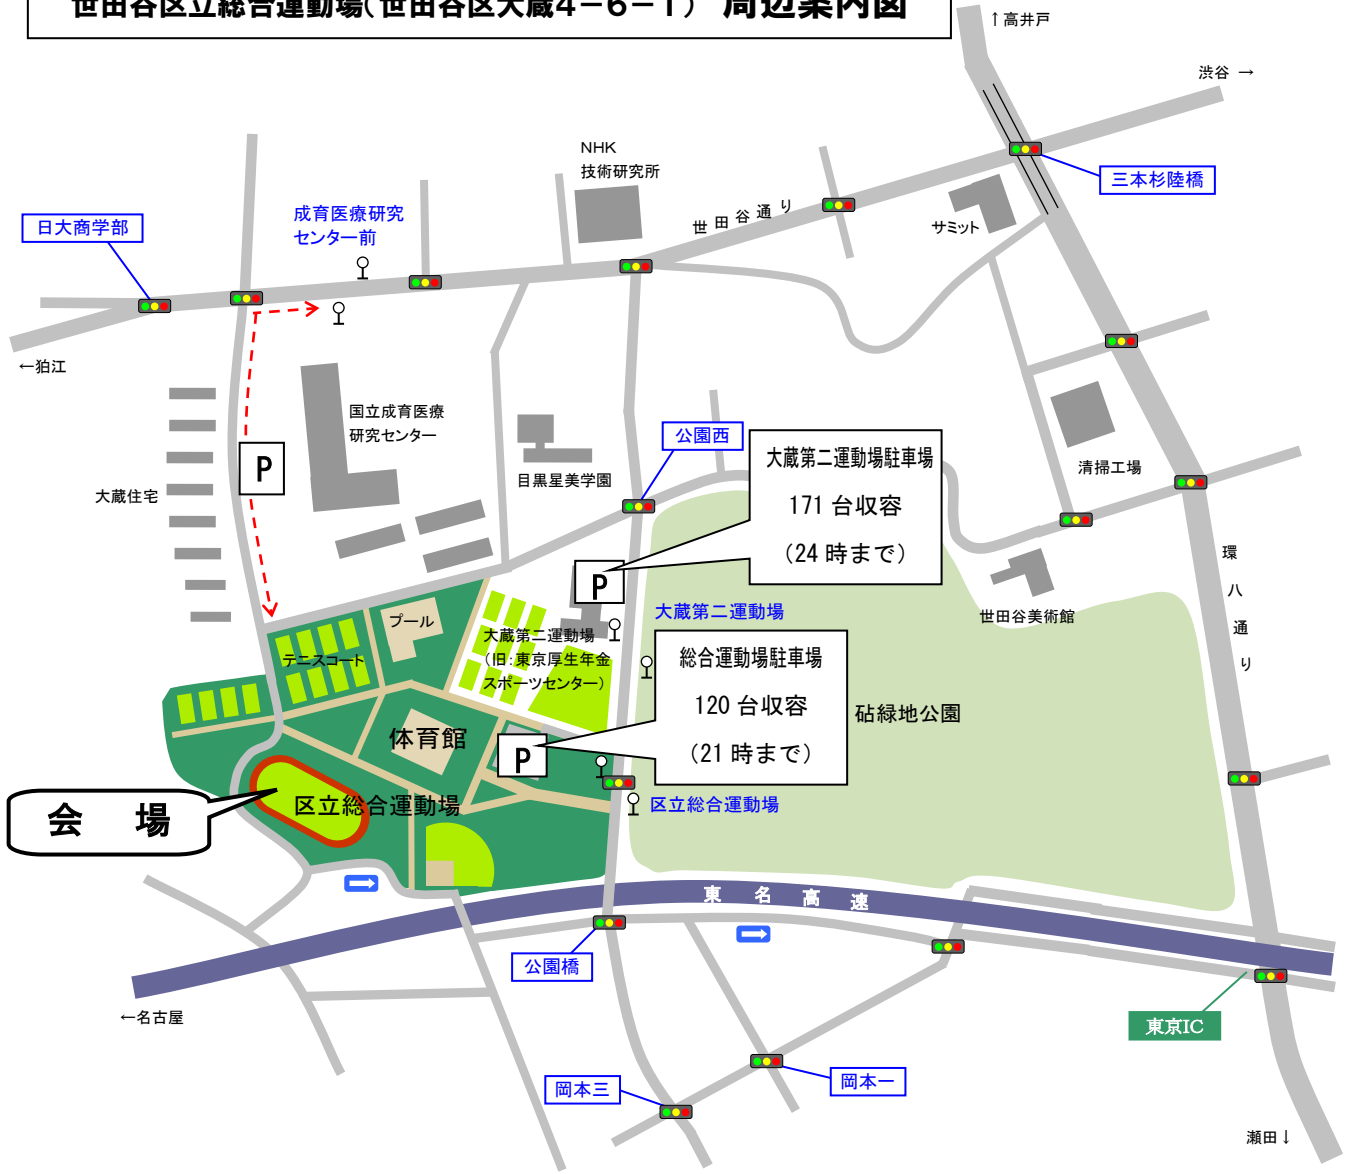 世田谷区立総合運動場(世田谷区大蔵4-6-1) 周辺案内図
↑高井戸
渋谷 →
NHK
技術研究所
三本杉陸橋
世田谷通り
サミット
成育医療研究
センター前
日大商学部
←狛江
国立成育医療
研究センター
公園西
大蔵第二運動場駐車場
171 台収容
(24 時まで)
P
目黒星美学園
清掃工場
大蔵住宅
環八通り
P
世田谷美術館
大蔵第二運動場
プール
大蔵第二運動場
(旧:東京厚生年金
スポーツセンター)
テニスコート
総合運動場駐車場
120 台収容
(21 時まで)
砧緑地公園
体育館
P
区立総合運動場
区立総合運動場
会 場
東名高速
公園橋
←名古屋
東京IC
岡本三
岡本一
瀬田↓